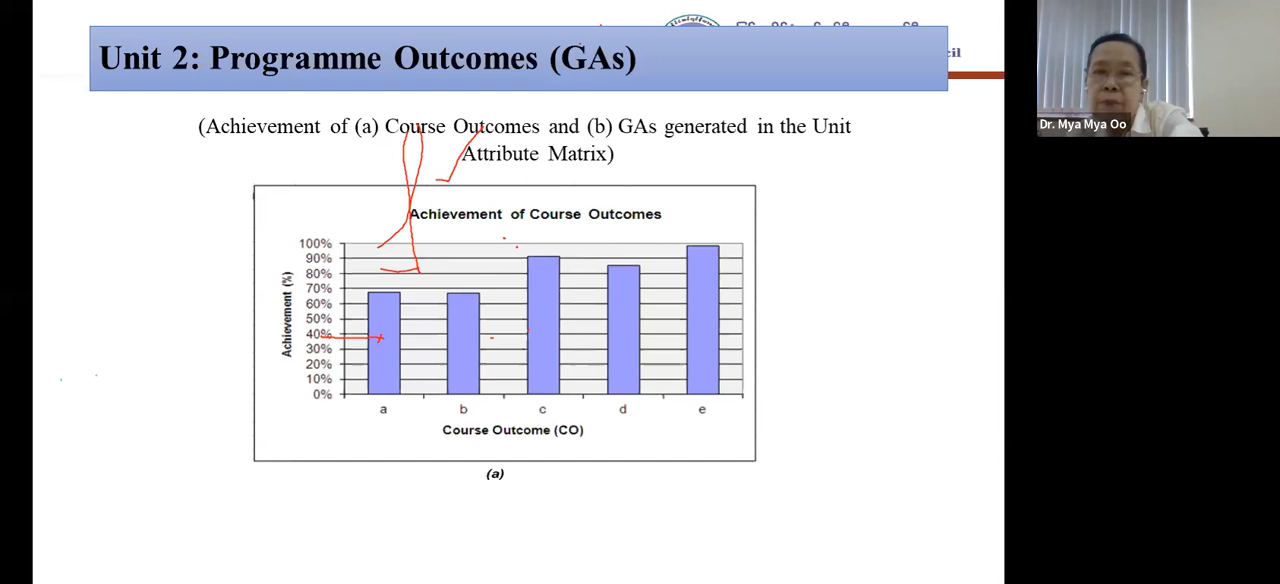 cil
Unit 2: Programme Outcomes (GAs)
(Achievement of (a) Course Outcomes and (b) GAs generated in the Unit
Attribute Matrix)
Achievement of Course Outcomes
Achievement (%)
100%
90%
80%
70%
60%
50%
40%
30%
20%
10%
0%
a b c d e
Course Outcome (CO)
(a)
Dr. Mya Mya Oo